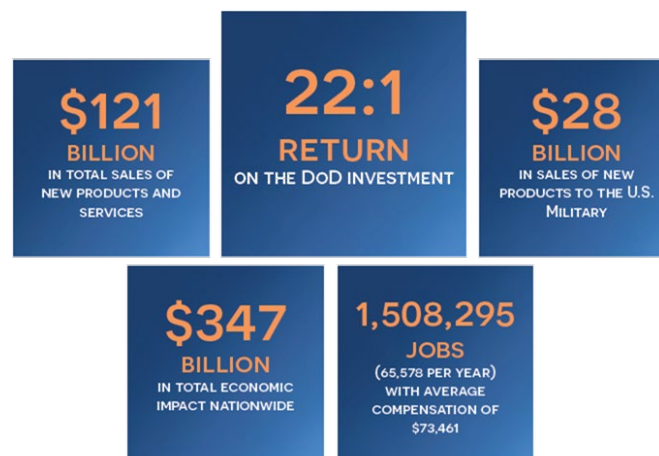 $121
BILLION
IN TOTAL SALES OF
NEW PRODUCTS AND
SERVICES
22:1
RETURN
ON THE DOD INVESTMENT
$28
BILLION
IN SALES OF NEW
PRODUCTS TO THE U.S.
MILITARY
$347
BILLION
IN TOTAL ECONOMIC
IMPACT NATIONWIDE
1,508,295
JOBS
(65,578 PER YEAR)
WITH AVERAGE
COMPENSATION OF
$73,461